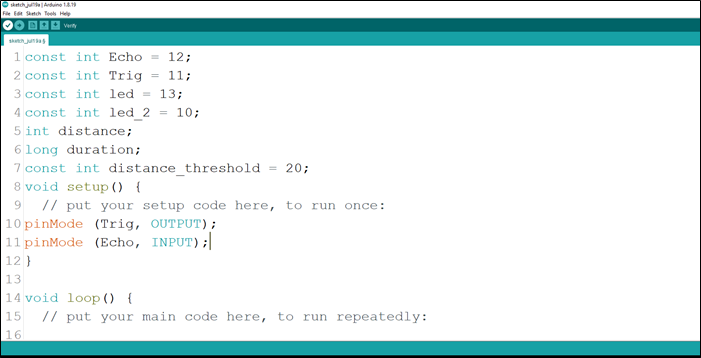 sketch_jul19a | Arduino 1.8.19
File Edit Sketch Tools Help
Verify
sketch_jul19a §
1 const int Echo = 12;
2 const int Trig = 11;
3 const int led = 13;
4 const int led_2 = 10;
5 int distance;
6 long duration;
7 const int distance_threshold = 20;
8 void setup() {
9 // put your setup code here, to run once:
10 pinMode (Trig, OUTPUT);
11 pinMode (Echo, INPUT);
12 }
13
14 void loop() {
15 // put your main code here, to run repeatedly:
16